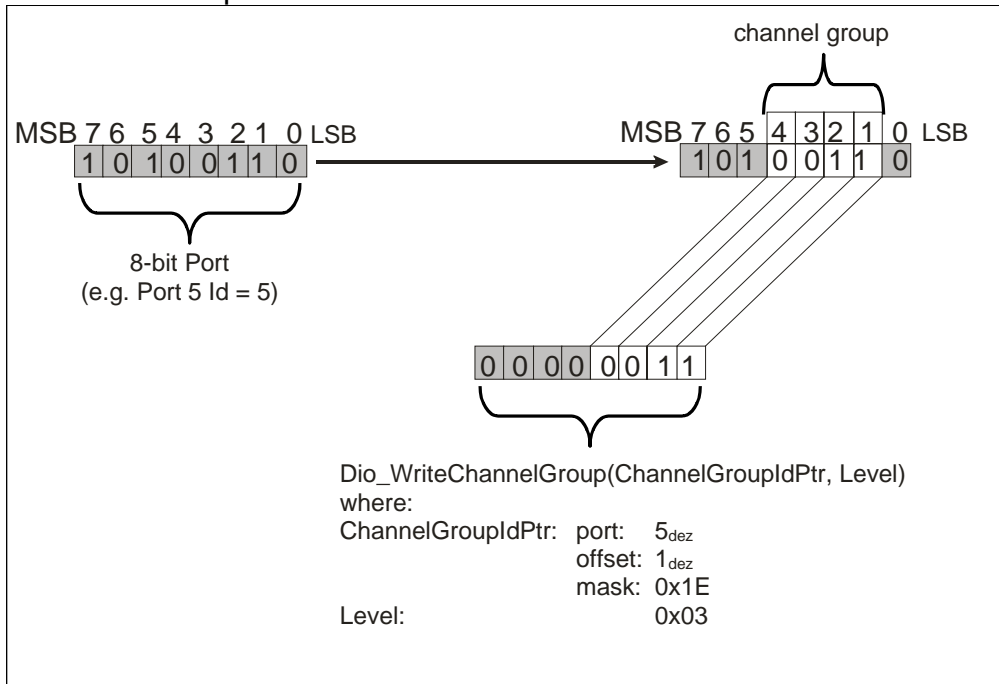 channel group
MSB 7 6 5 4 3 2 1 0 LSB
1 0 1 0 0 1 1 0
MSB 7 6 5 4 3 2 1 0 LSB
1 0 1 0 0 1 1 0
8-bit Port
(e.g. Port 5 Id = 5)
0 0 0 0 0 0 1 1
Dio_WriteChannelGroup(ChannelGroupIdPtr, Level)
where:
ChannelGroupIdPtr: port: 5dez
offset: 1dez
mask: 0x1E
Level: 0x03